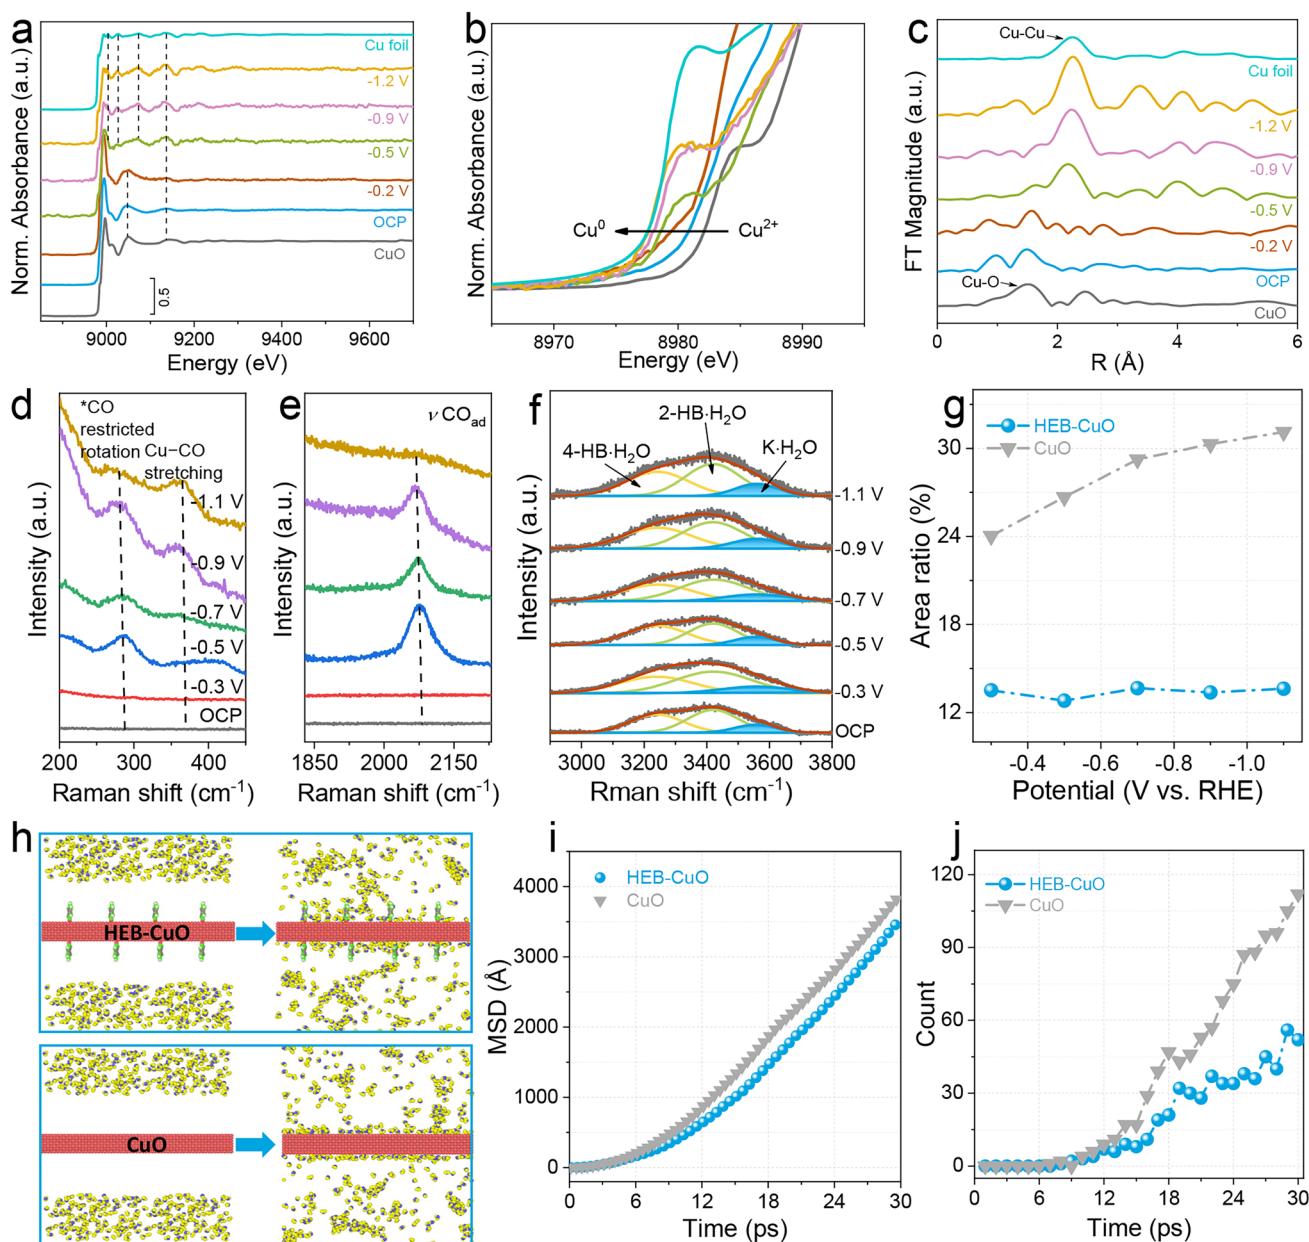 a
Norm. Absorbance (a.u.)
Cu foil
-1.2 V
-0.9 V
-0.5 V
-0.2 V
OCP
CuO
0.5
9000 9200 9400 9600
Energy (eV)
b
Norm. Absorbance (a.u.)
Cu⁰
Cu²⁺
8970 8980 8990
Energy (eV)
c
FT Magnitude (a.u.)
Cu-Cu
Cu foil
-1.2 V
-0.9 V
-0.5 V
-0.2 V
OCP
Cu-O
CuO
0 1 2 3 4 5 6
R (Å)
d
Intensity (a.u.)
*CO
restricted
rotation
Cu−CO
stretching
-1.1 V
-0.9 V
-0.7 V
-0.5 V
-0.3 V
OCP
200 300 400
Raman shift (cm⁻¹)
e
Intensity (a.u.)
ν CO_ad
1850 2000 2150
Raman shift (cm⁻¹)
f
Intensity (a.u.)
2-HB·H₂O
4-HB·H₂O
K·H₂O
-1.1 V
-0.9 V
-0.7 V
-0.5 V
-0.3 V
OCP
3000 3200 3400 3600 3800
Rman shift (cm⁻¹)
g
Area ratio (%)
HEB-CuO
CuO
30
24
18
12
-0.4 -0.6 -0.8 -1.0
Potential (V vs. RHE)
h
HEB-CuO
CuO
i
MSD (Å)
HEB-CuO
CuO
4000
3000
2000
1000
0
0 6 12 18 24 30
Time (ps)
j
Count
HEB-CuO
CuO
120
90
60
30
0
0 6 12 18 24 30
Time (ps)